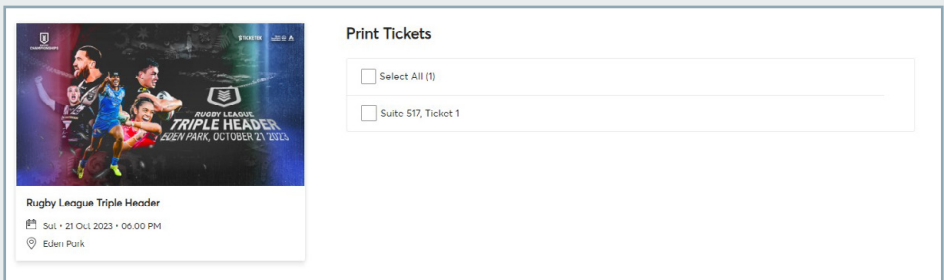 CHAMPIONSHIPS
TICKETEK
RUGBY LEAGUE
TRIPLE HEADER
EDEN PARK, OCTOBER 21 2023
Rugby League Triple Header
Sat • 21 Oct 2023 • 06.00 PM
Eden Park
Print Tickets
Select All (1)
Suite 517, Ticket 1